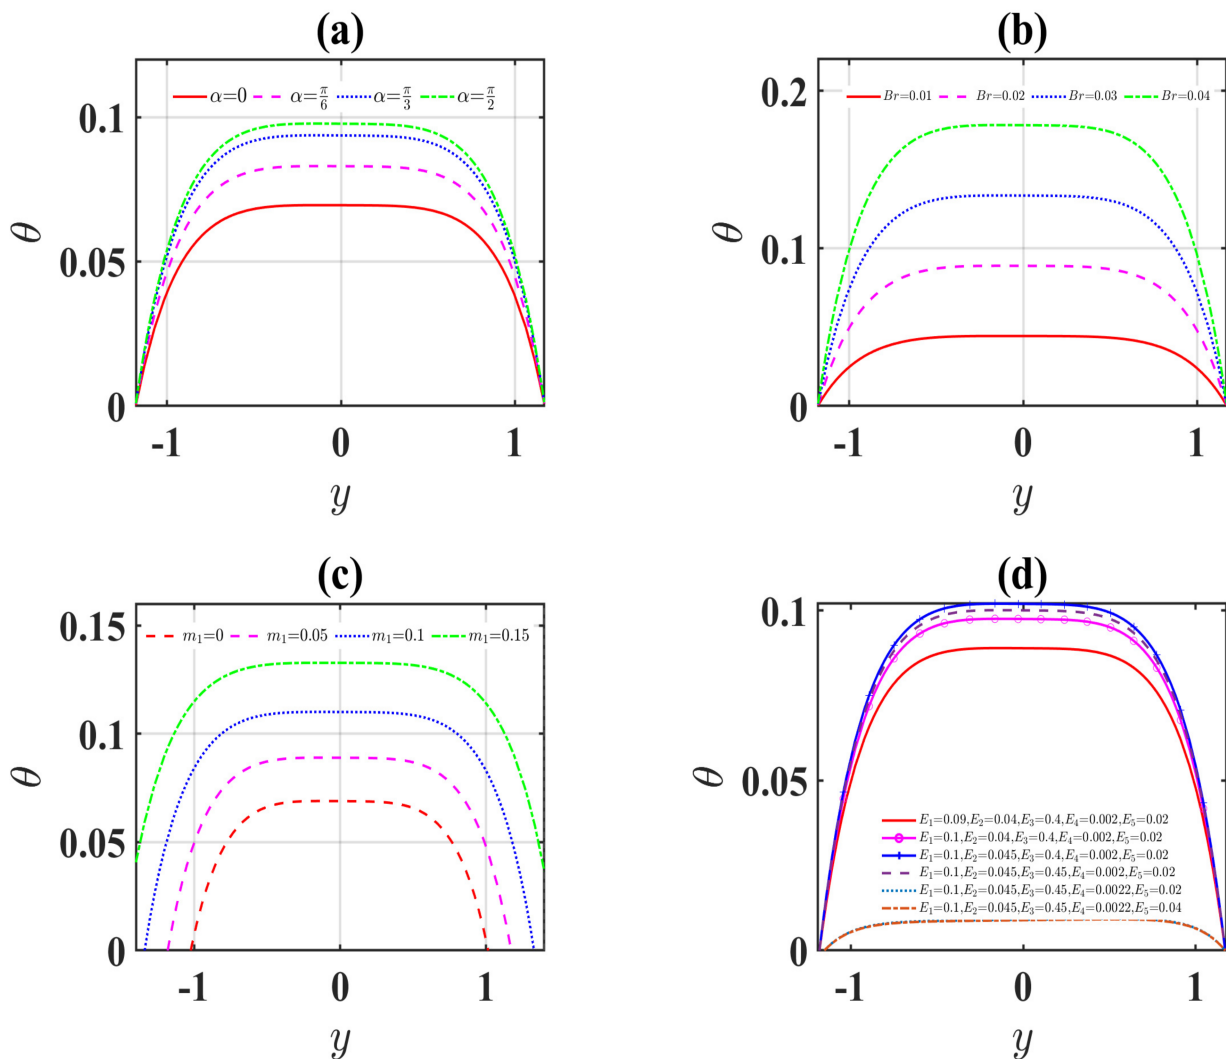 (a)
α=0 α=π/6 α=π/3 α=π/2
0.1
0.05
0
θ
-1 0 1
y
(b)
Br=0.01 Br=0.02 Br=0.03 Br=0.04
0.2
0.1
0
θ
-1 0 1
y
(c)
m₁=0 m₁=0.05 m₁=0.1 m₁=0.15
0.15
0.1
0.05
0
θ
-1 0 1
y
(d)
0.1
0.05
0
θ
E₁=0.09,E₂=0.04,E₃=0.4,E₄=0.002,E₅=0.02
E₁=0.1,E₂=0.04,E₃=0.4,E₄=0.002,E₅=0.02
E₁=0.1,E₂=0.045,E₃=0.4,E₄=0.002,E₅=0.02
E₁=0.1,E₂=0.045,E₃=0.45,E₄=0.002,E₅=0.02
E₁=0.1,E₂=0.045,E₃=0.45,E₄=0.0022,E₅=0.02
E₁=0.1,E₂=0.045,E₃=0.45,E₄=0.0022,E₅=0.04
-1 0 1
y